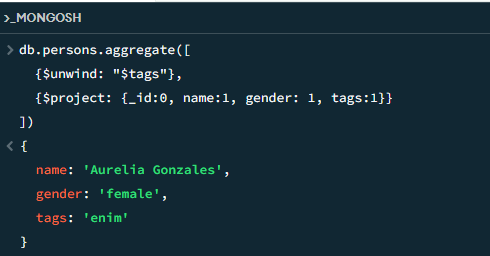 >_MONGOSH
> db.persons.aggregate([
{$unwind: "$tags"},
{$project: {_id:0, name:1, gender: 1, tags:1}}
])
< {
name: 'Aurelia Gonzales',
gender: 'female',
tags: 'enim'
}